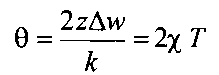 θ = 2zΔw / k = 2χ T